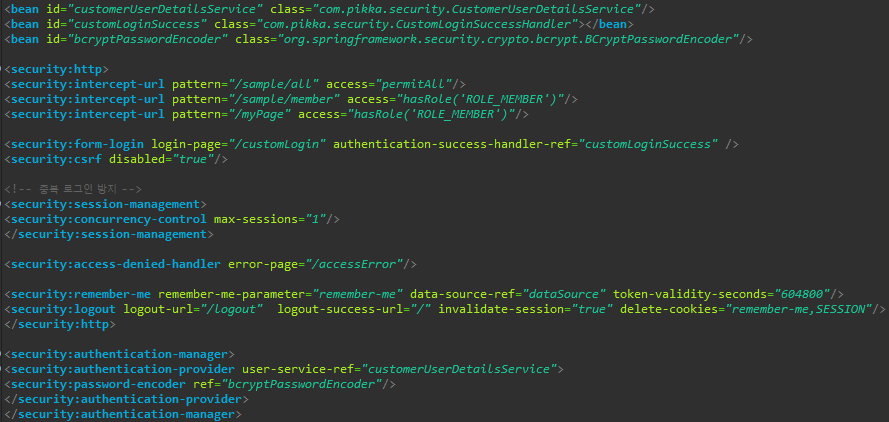 <bean id="customerUserDetailsService" class="com.pikka.security.CustomerUserDetailsService"/>
<bean id="customLoginSuccess" class="com.pikka.security.CustomLoginSuccessHandler"></bean>
<bean id="bcryptPasswordEncoder" class="org.springframework.security.crypto.bcrypt.BCryptPasswordEncoder"/>
<security:http>
<security:intercept-url pattern="/sample/all" access="permitAll"/>
<security:intercept-url pattern="/sample/member" access="hasRole('ROLE_MEMBER')"/>
<security:intercept-url pattern="/myPage" access="hasRole('ROLE_MEMBER')"/>
<security:form-login login-page="/customLogin" authentication-success-handler-ref="customLoginSuccess" />
<security:csrf disabled="true"/>
<!-- 중복 로그인 방지 -->
<security:session-management>
<security:concurrency-control max-sessions="1"/>
</security:session-management>
<security:access-denied-handler error-page="/accessError"/>
<security:remember-me remember-me-parameter="remember-me" data-source-ref="dataSource" token-validity-seconds="604800"/>
<security:logout logout-url="/logout"  logout-success-url="/" invalidate-session="true" delete-cookies="remember-me,SESSION"/>
</security:http>
<security:authentication-manager>
<security:authentication-provider user-service-ref="customerUserDetailsService">
<security:password-encoder ref="bcryptPasswordEncoder"/>
</security:authentication-provider>
</security:authentication-manager>